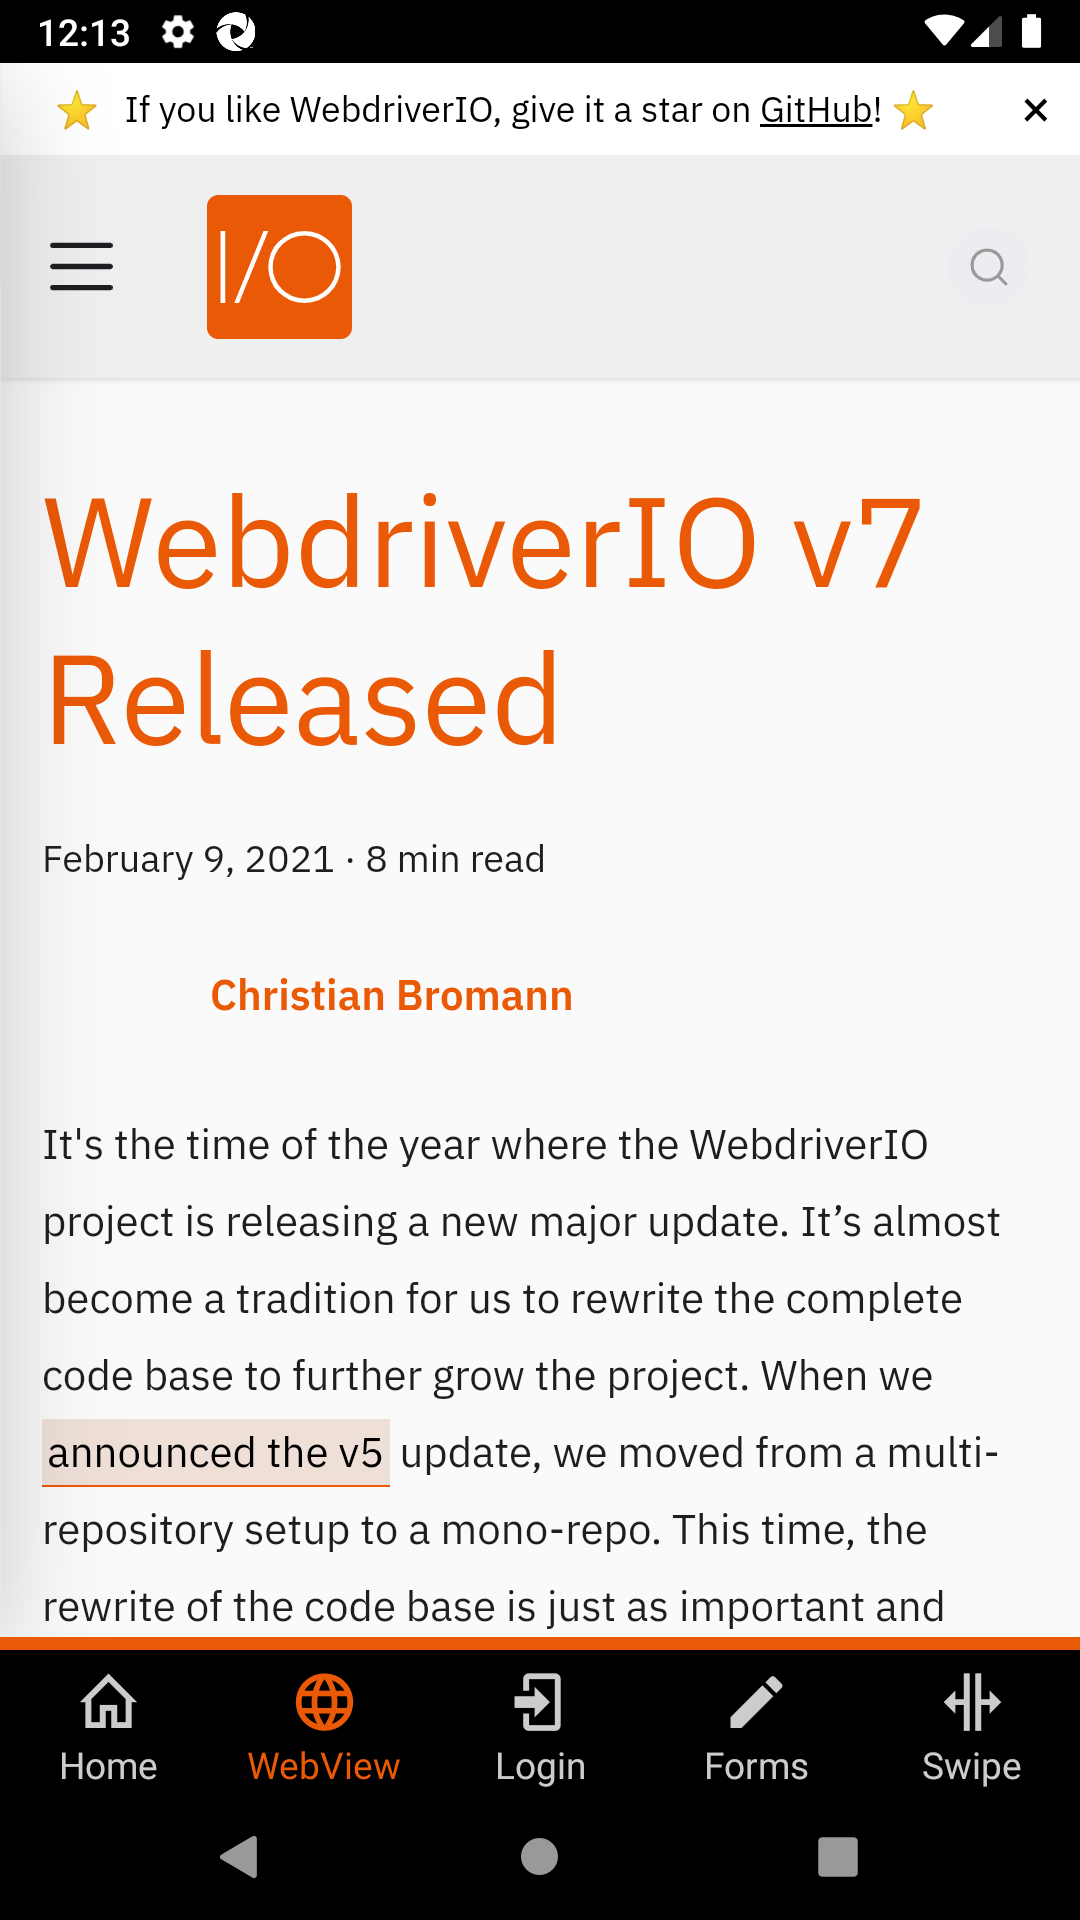 12:13
⭐ If you like WebdriverIO, give it a star on GitHub! ⭐ ×
I/O
WebdriverIO v7
Released
February 9, 2021 · 8 min read
Christian Bromann
It's the time of the year where the WebdriverIO
project is releasing a new major update. It’s almost
become a tradition for us to rewrite the complete
code base to further grow the project. When we
announced the v5 update, we moved from a multi-
repository setup to a mono-repo. This time, the
rewrite of the code base is just as important and
Home WebView Login Forms Swipe